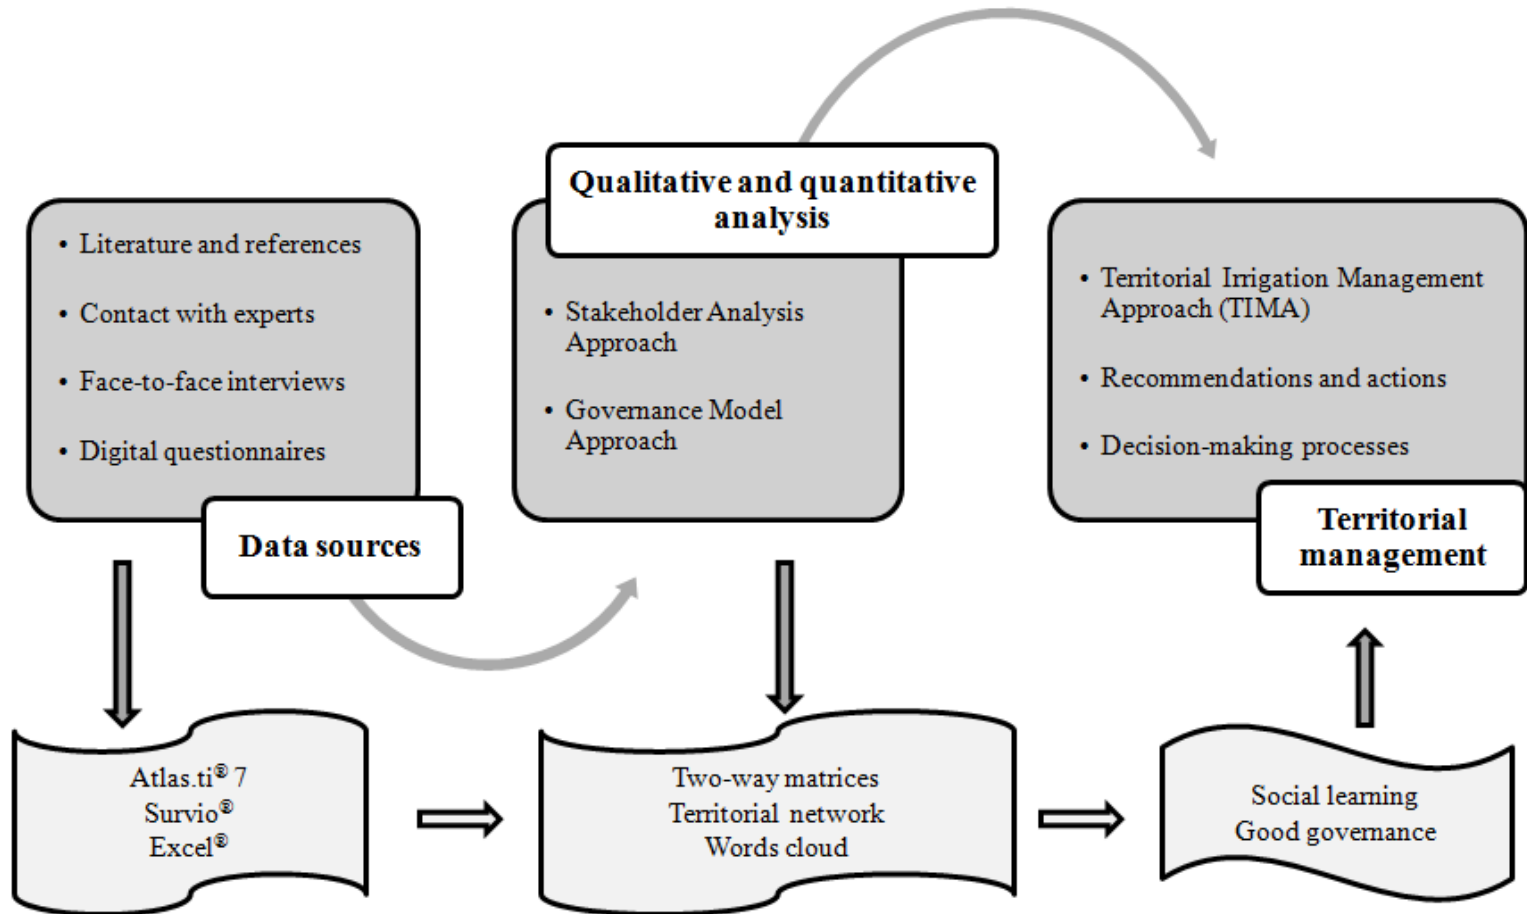 • Literature and references
• Contact with experts
• Face-to-face interviews
• Digital questionnaires
Data sources
Qualitative and quantitative
analysis
• Stakeholder Analysis
Approach
• Governance Model
Approach
• Territorial Irrigation Management
Approach (TIMA)
• Recommendations and actions
• Decision-making processes
Territorial
management
Atlas.ti® 7
Survio®
Excel®
Two-way matrices
Territorial network
Words cloud
Social learning
Good governance